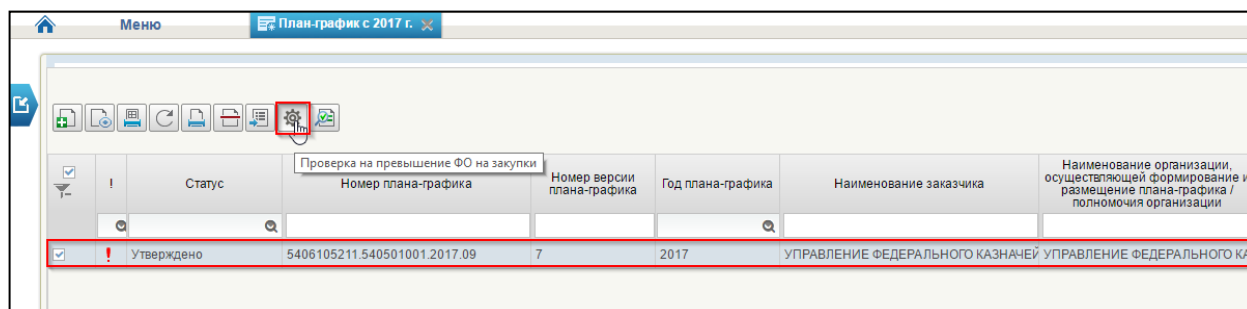 Меню
План-график с 2017 г.
Проверка на превышение ФО на закупки
!
Статус
Номер плана-графика
Номер версии
плана-графика
Год плана-графика
Наименование заказчика
Наименование организации,
осуществляющей формирование и
размещение плана-графика /
полномочия организации
! Утверждено 5406105211.540501001.2017.09 7 2017 УПРАВЛЕНИЕ ФЕДЕРАЛЬНОГО КАЗНАЧЕЙ УПРАВЛЕНИЕ ФЕДЕРАЛЬНОГО КА